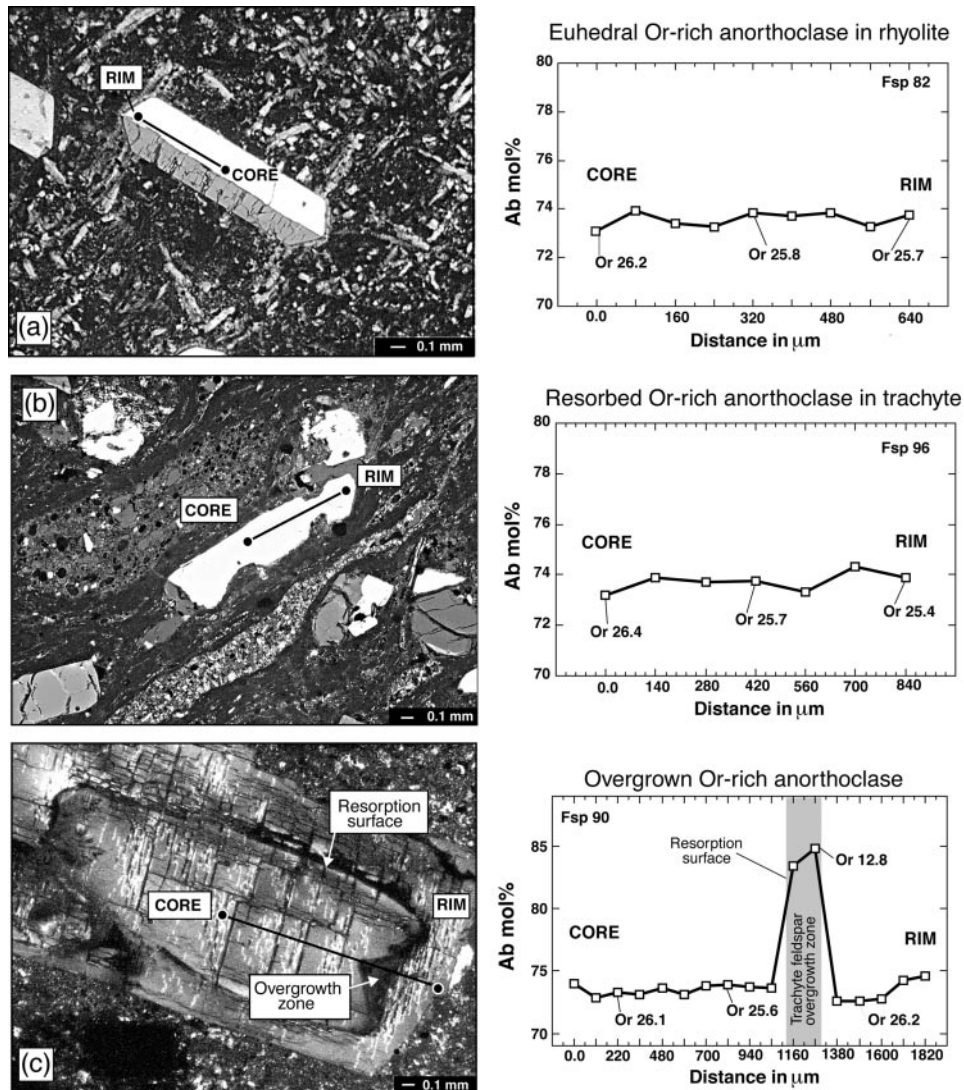 RIM
CORE
(a)
0.1 mm
Euhedral Or-rich anorthoclase in rhyolite
Fsp 82
Ab mol%
80
78
76
74
72
70
CORE
RIM
Or 26.2
Or 25.8
Or 25.7
0.0 160 320 480 640
Distance in μm
(b)
CORE
RIM
0.1 mm
Resorbed Or-rich anorthoclase in trachyte
Fsp 96
Ab mol%
80
78
76
74
72
70
CORE
RIM
Or 26.4
Or 25.7
Or 25.4
0.0 140 280 420 560 700 840
Distance in μm
Resorption
surface
CORE
RIM
Overgrowth
zone
(c)
0.1 mm
Overgrown Or-rich anorthoclase
Fsp 90
Ab mol%
85
80
75
70
Resorption
surface
Or 12.8
CORE
RIM
Trachyte feldspar
overgrowth zone
Or 26.1
Or 25.6
Or 26.2
0.0 220 480 700 940 1160 1380 1600 1820
Distance in μm